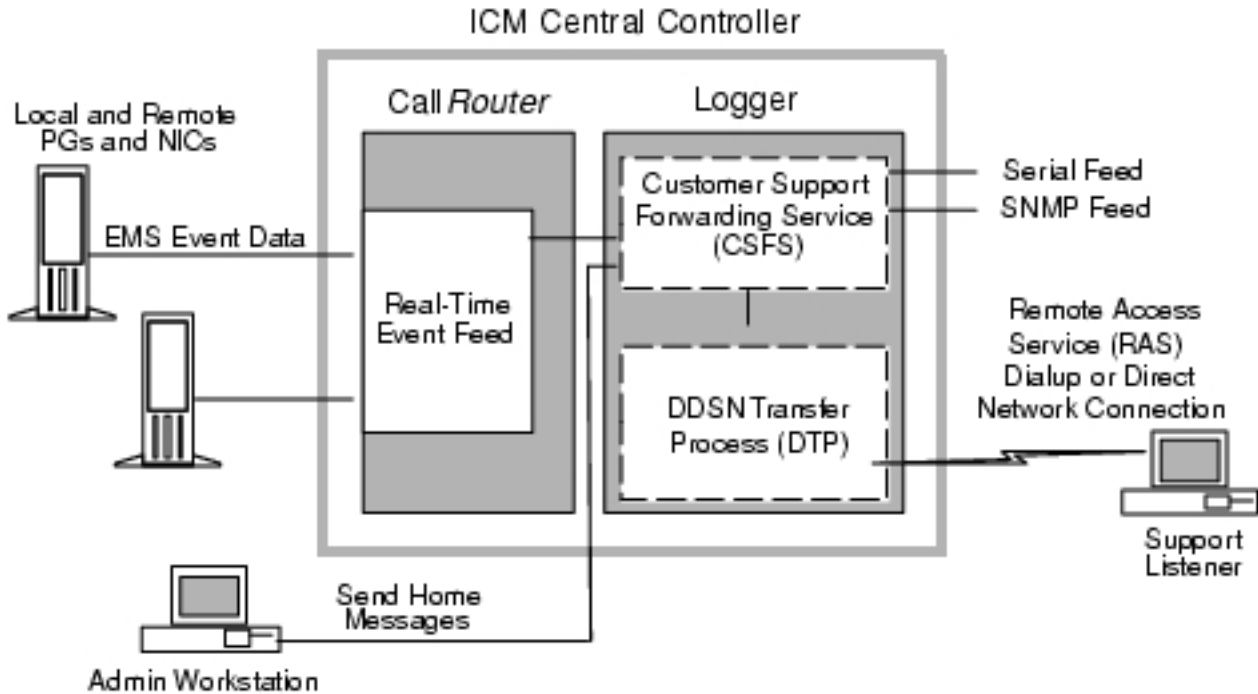 ICM Central Controller
Local and Remote
PGs and NICs
EMS Event Data
Call Router
Real-Time
Event Feed
Logger
Customer Support
Forwarding Service
(CSFS)
DDSN Transfer
Process (DTP)
Serial Feed
SNMP Feed
Remote Access
Service (RAS)
Dialup or Direct
Network Connection
Support
Listener
Send Home
Messages
Admin Workstation